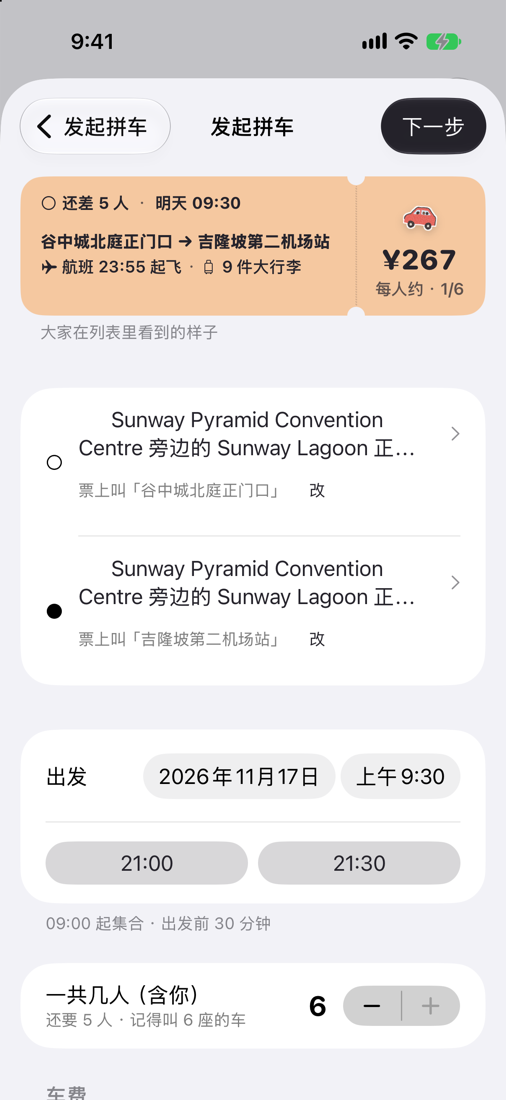 9:41
发起拼车
发起拼车
下一步
还差 5 人 · 明天 09:30
谷中城北庭正门口 → 吉隆坡第二机场站
航班 23:55 起飞 · 9 件大行李
¥267
每人约 · 1/6
大家在列表里看到的样子
Sunway Pyramid Convention
Centre 旁边的 Sunway Lagoon 正…
票上叫「谷中城北庭正门口」 改
Sunway Pyramid Convention
Centre 旁边的 Sunway Lagoon 正…
票上叫「吉隆坡第二机场站」 改
出发 2026年11月17日 上午9:30
21:00 21:30
09:00 起集合 · 出发前 30 分钟
一共几人（含你） 6
还要 5 人 · 记得叫 6 座的车
车费